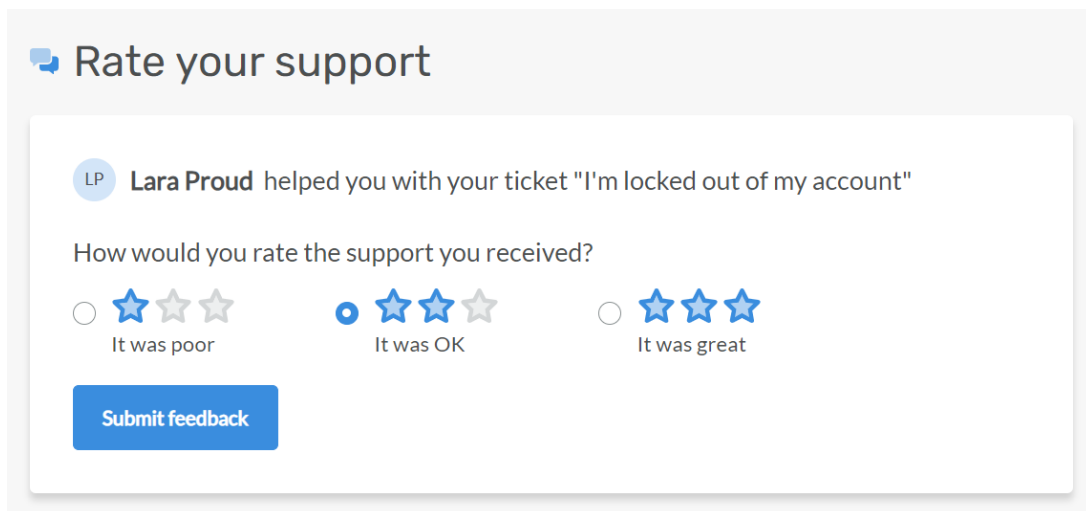 Rate your support
LP Lara Proud helped you with your ticket "I'm locked out of my account"
How would you rate the support you received?
It was poor It was OK It was great
Submit feedback